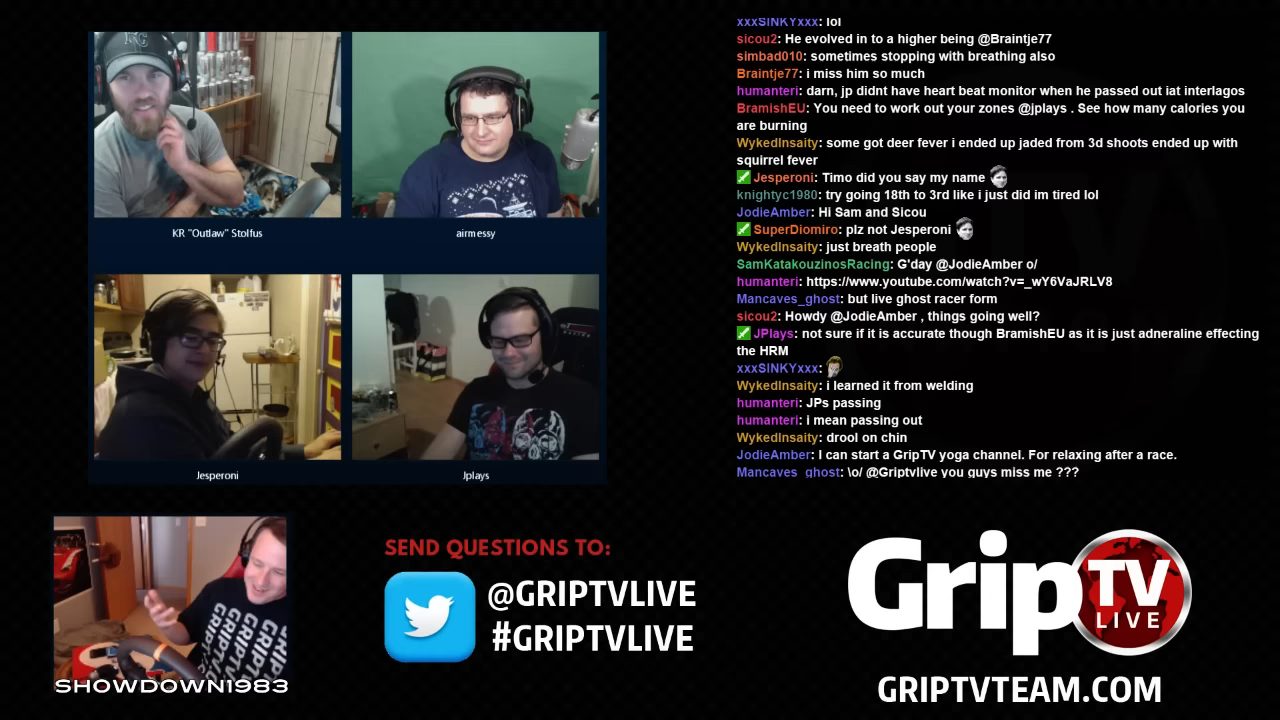 xxxSINKYxxx: lol
sicou2: He evolved in to a higher being @Braintje77
simbad010: sometimes stopping with breathing also
Braintje77: i miss him so much
humanteri: darn, jp didnt have heart beat monitor when he passed out iat interlagos
BramishEU: You need to work out your zones @jplays . See how many calories you
are burning
WykedInsaity: some got deer fever i ended up jaded from 3d shoots ended up with
squirrel fever
Jesperoni: Timo did you say my name
knightyc1980: try going 18th to 3rd like i just did im tired lol
JodieAmber: Hi Sam and Sicou
SuperDiomiro: plz not Jesperoni
WykedInsaity: just breath people
SamKatakouzinosRacing: G'day @JodieAmber o/
humanteri: https://www.youtube.com/watch?v=_wY6VaJRLV8
Mancaves_ghost: but live ghost racer form
sicou2: Howdy @JodieAmber , things going well?
JPlays: not sure if it is accurate though BramishEU as it is just adneraline effecting
the HRM
xxxSINKYxxx:
WykedInsaity: i learned it from welding
humanteri: JPs passing
humanteri: i mean passing out
WykedInsaity: drool on chin
JodieAmber: I can start a GripTV yoga channel. For relaxing after a race.
Mancaves_ghost: \o/ @Griptvlive you guys miss me ???
KR "Outlaw" Stolfus
airmessy
Jesperoni
Jplays
SHOWDOWN1983
SEND QUESTIONS TO:
@GRIPTVLIVE
#GRIPTVLIVE
GripTV
LIVE
GRIPTVTEAM.COM